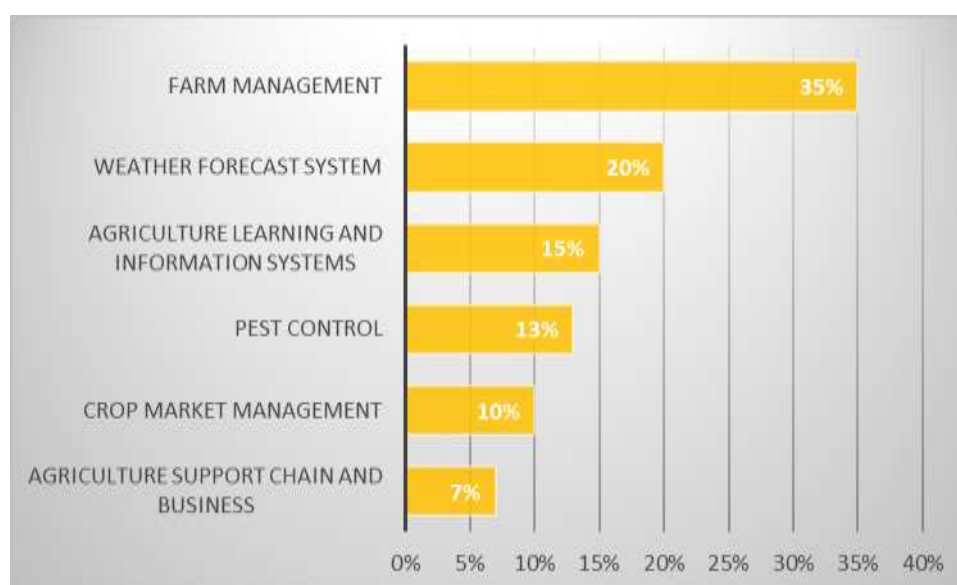 FARM MANAGEMENT
35%
WEATHER FORECAST SYSTEM
20%
AGRICULTURE LEARNING AND
INFORMATION SYSTEMS
15%
PEST CONTROL
13%
CROP MARKET MANAGEMENT
10%
AGRICULTURE SUPPORT CHAIN AND
BUSINESS
7%
0% 5% 10% 15% 20% 25% 30% 35% 40%